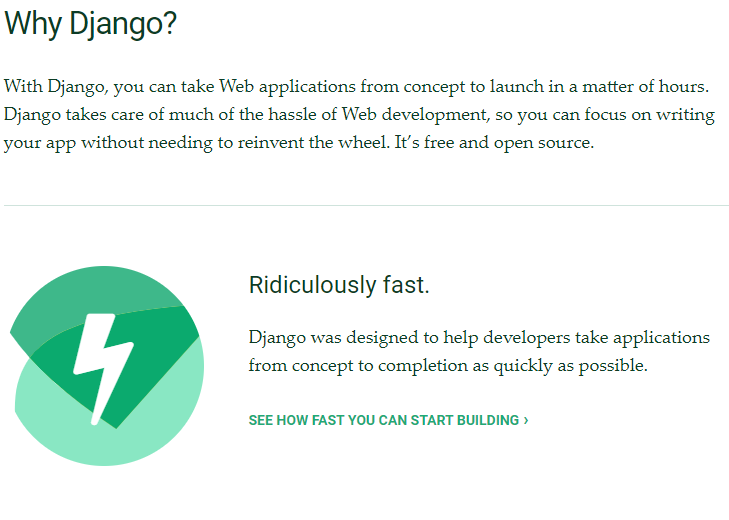 Why Django?
With Django, you can take Web applications from concept to launch in a matter of hours.
Django takes care of much of the hassle of Web development, so you can focus on writing
your app without needing to reinvent the wheel. It’s free and open source.
Ridiculously fast.
Django was designed to help developers take applications
from concept to completion as quickly as possible.
SEE HOW FAST YOU CAN START BUILDING ›